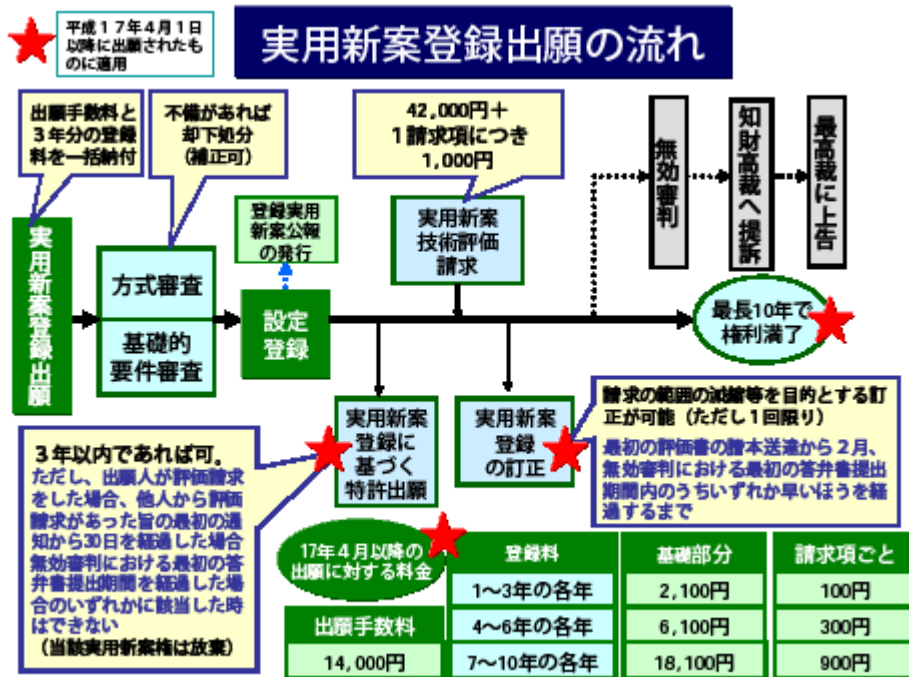 平成17年4月1日
以降に出願されたも
のに適用
実用新案登録出願の流れ
出願手数料と
3年分の登録
料を一括納付
不備があれば
却下処分
(補正可)
42,000円+
1請求項につき
1,000円
無効審判
知財高裁へ提訴
最高裁に上告
登録実用
新案公報
の発行
実用新案
技術評価
請求
実用新案登録出願
方式審査
基礎的
要件審査
設定
登録
最長10年で
権利満了
実用新案
登録に
基づく
特許出願
実用新案
登録
の訂正
請求の範囲の減縮等を目的とする訂
正が可能(ただし1回限り)
最初の評価書の謄本送達から2月、
無効審判における最初の答弁書提出
期間内のうちいずれか早いほうを経
過するまで
3年以内であれば可。
ただし、出願人が評価請求
をした場合、他人から評価
請求があった旨の最初の通
知から30日を経過した場合
無効審判における最初の答
弁書提出期間を経過した場
合のいずれかに該当した時
はできない
(当該実用新案権は放棄)
17年4月以降の
出願に対する料金
出願手数料
14,000円
登録料 基礎部分 請求項ごと
1~3年の各年 2,100円 100円
4~6年の各年 6,100円 300円
7~10年の各年 18,100円 900円